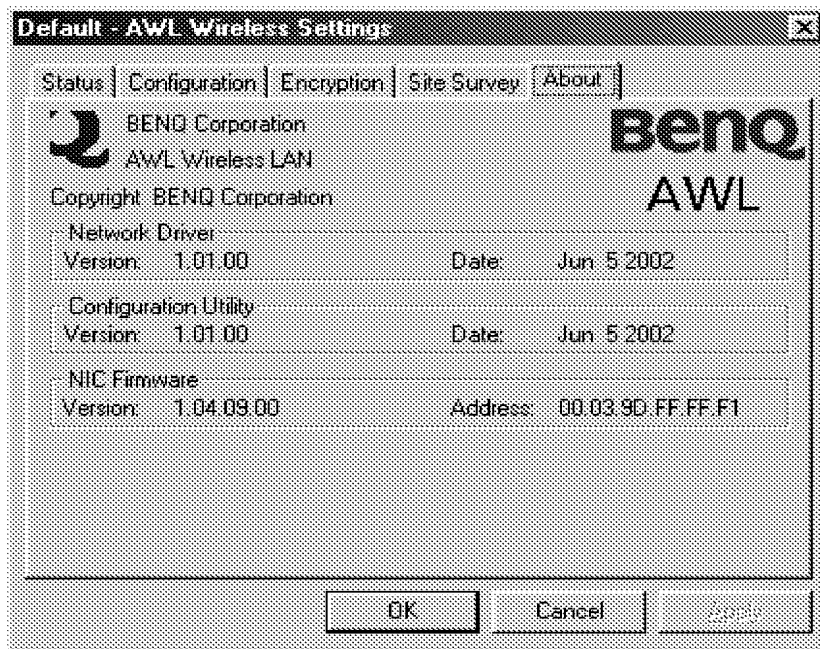 Default - AWL Wireless Settings
Status Configuration Encryption Site Survey About
BENQ Corporation
AWL Wireless LAN
BenQ
AWL
Copyright BENQ Corporation
Network Driver
Version: 1.01.00 Date: Jun 5 2002
Configuration Utility
Version: 1.01.00 Date: Jun 5 2002
NIC Firmware
Version: 1.04.09.00 Address: 00.03.9D.FF.FF.F1
OK Cancel Apply